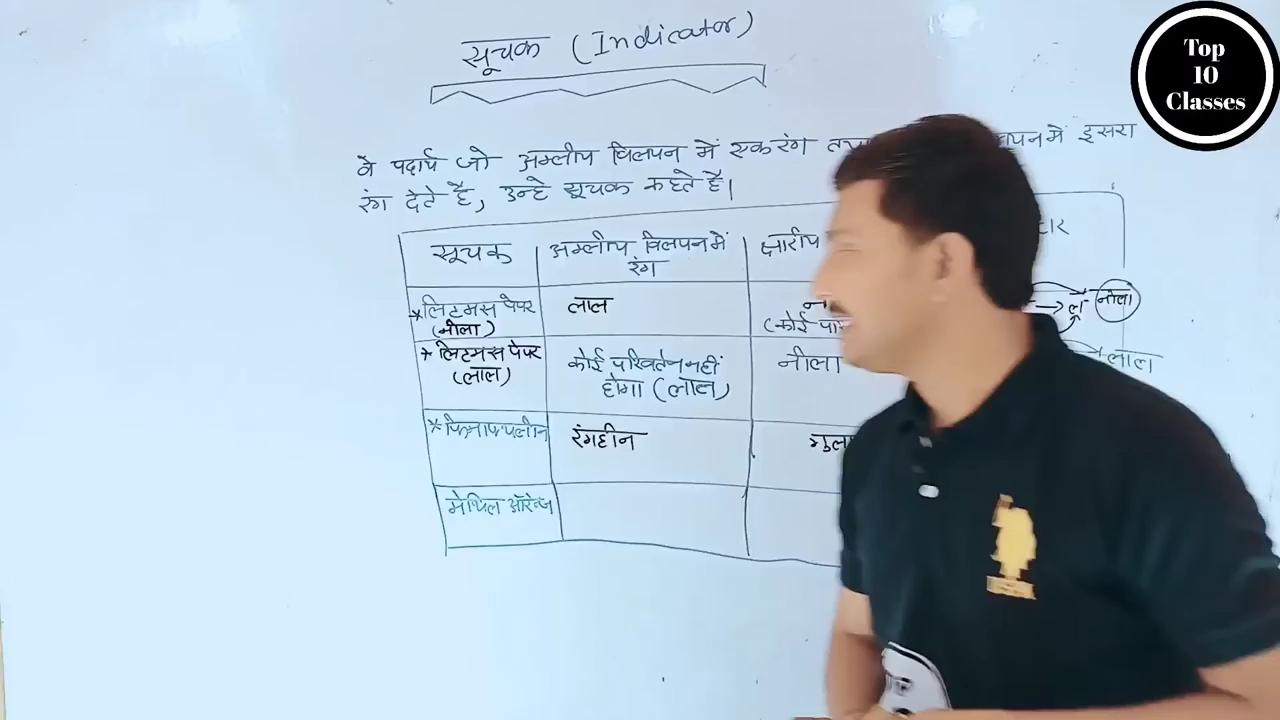 सूचक (Indicator)
Top
10
Classes
वे पदार्थ जो अम्लीय विलयन में एक रंग तथा में इसरा
रंग देते है, उन्हे सूचक कहते है।
सूचक अम्लीय विलयन में रंग क्षारीय
*लिटमस पेपर (नीला) लाल (कोई → नीला
*लिटमस पेपर (लाल) कोई परिवर्तन नहीं होगा (लाल) नीला लाल
रंगहीन
मेथिल ऑरेन्ज